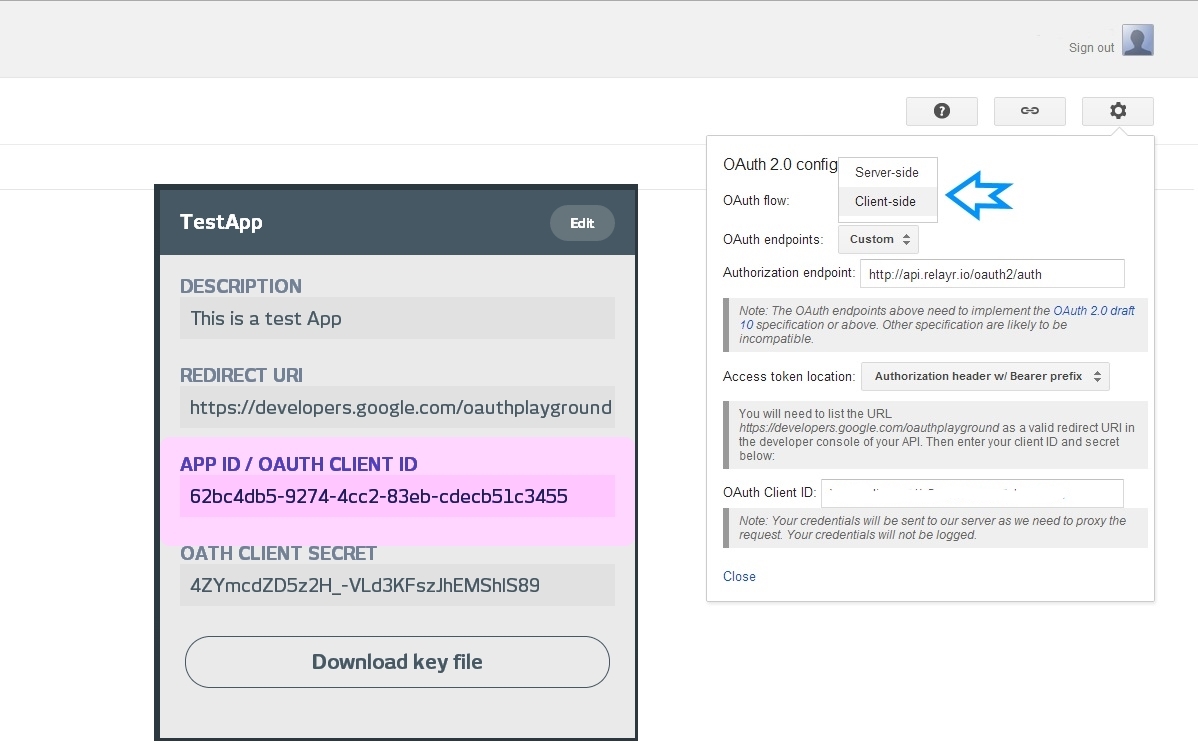 Sign out
TestApp
Edit
DESCRIPTION
This is a test App
REDIRECT URI
https://developers.google.com/oauthplayground
APP ID / OAUTH CLIENT ID
62bc4db5-9274-4cc2-83eb-cdecb51c3455
OATH CLIENT SECRET
4ZYmcdZD5z2H_-VLd3KFszJhEMShlS89
Download key file
OAuth 2.0 config
Server-side
OAuth flow:
Client-side
OAuth endpoints:
Custom
Authorization endpoint:
http://api.relayr.io/oauth2/auth
Note: The OAuth endpoints above need to implement the OAuth 2.0 draft
10 specification or above. Other specification are likely to be
incompatible.
Access token location:
Authorization header w/ Bearer prefix
You will need to list the URL
https://developers.google.com/oauthplayground as a valid redirect URI in
the developer console of your API. Then enter your client ID and secret
below:
OAuth Client ID:
Note: Your credentials will be sent to our server as we need to proxy the
request. Your credentials will not be logged.
Close